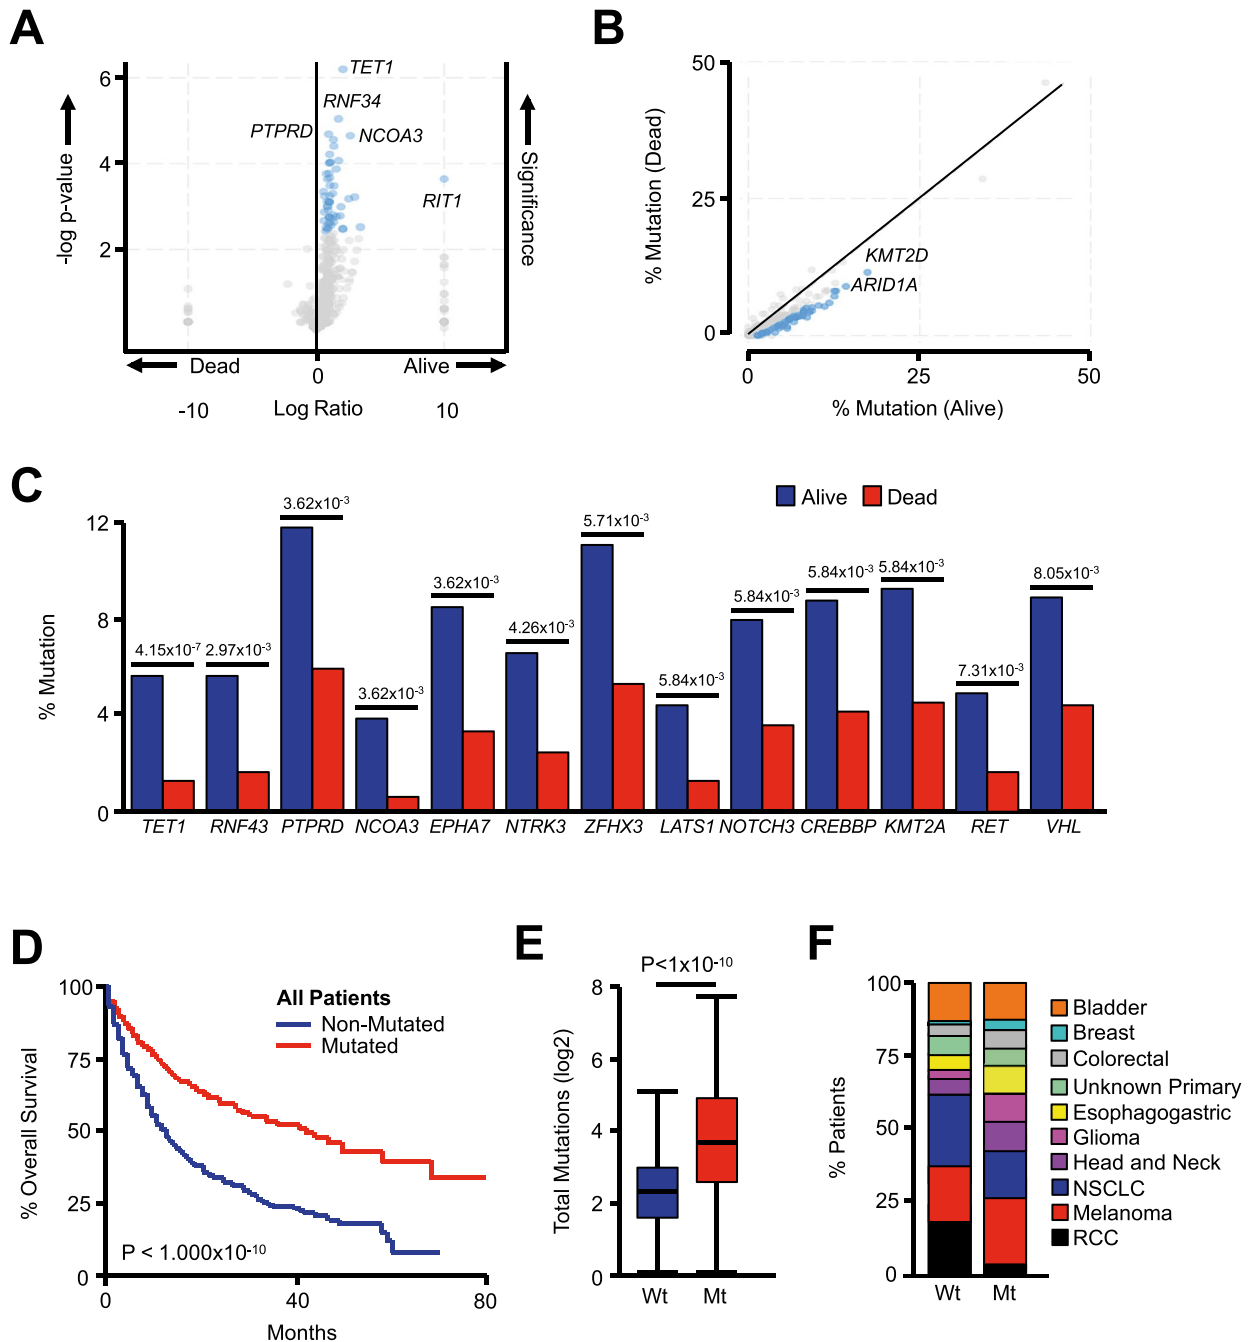 A
6
4
2
-log p-value
TET1
RNF34
PTPRD
NCOA3
RIT1
Significance
Dead
0
Alive
-10
Log Ratio
10
B
50
25
0
% Mutation (Dead)
KMT2D
ARID1A
0
25
50
% Mutation (Alive)
C
Alive
Dead
12
8
4
0
% Mutation
4.15x10-7
2.97x10-3
3.62x10-3
3.62x10-3
3.62x10-3
4.26x10-3
5.71x10-3
5.84x10-3
5.84x10-3
5.84x10-3
5.84x10-3
7.31x10-3
8.05x10-3
TET1
RNF43
PTPRD
NCOA3
EPHA7
NTRK3
ZFHX3
LATS1
NOTCH3
CREBBP
KMT2A
RET
VHL
D
100
75
50
25
0
% Overall Survival
All Patients
Non-Mutated
Mutated
P < 1.000x10-10
0
40
80
Months
E
P<1x10-10
8
6
4
2
0
Total Mutations (log2)
Wt
Mt
F
100
75
50
25
0
% Patients
Wt
Mt
Bladder
Breast
Colorectal
Unknown Primary
Esophagogastric
Glioma
Head and Neck
NSCLC
Melanoma
RCC